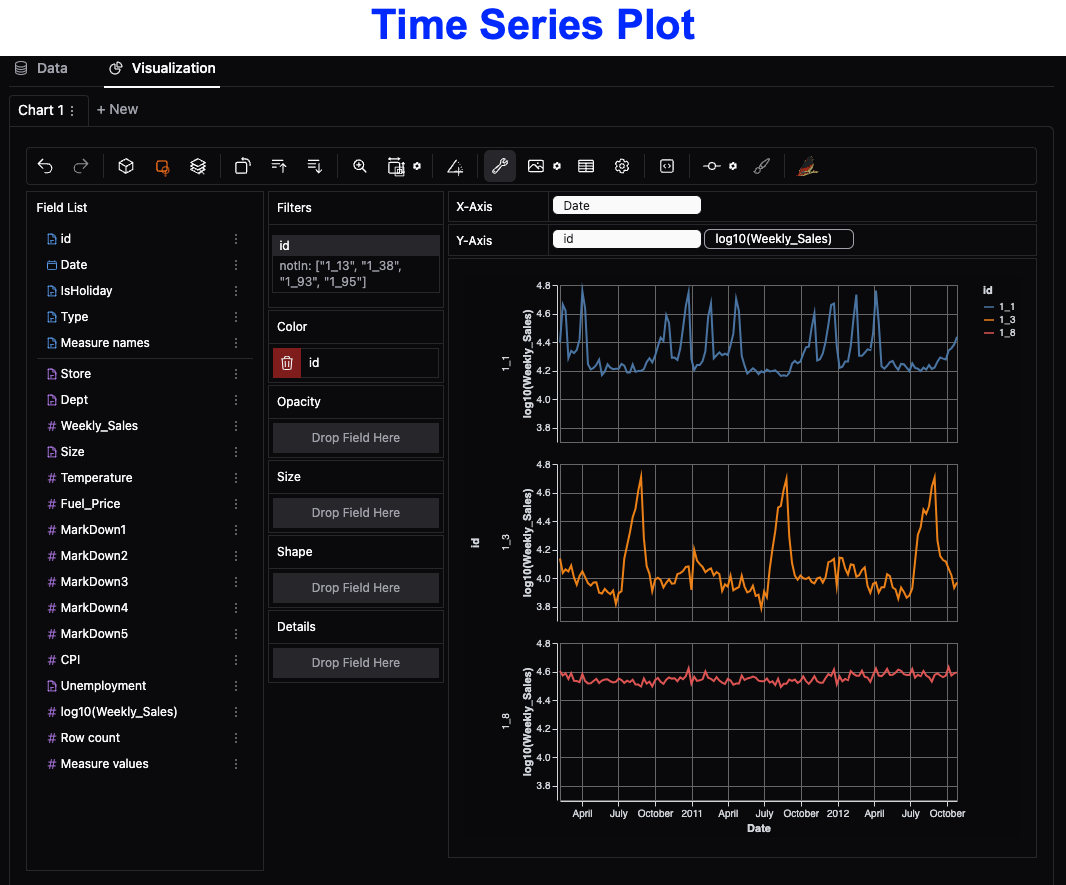 Time Series Plot
Data
Visualization
Chart 1
+ New
Field List
id
Date
IsHoliday
Type
Measure names
Store
Dept
Weekly_Sales
Size
Temperature
Fuel_Price
MarkDown1
MarkDown2
MarkDown3
MarkDown4
MarkDown5
CPI
Unemployment
log10(Weekly_Sales)
Row count
Measure values
Filters
id
notIn: ["1_13", "1_38",
"1_93", "1_95"]
Color
id
Opacity
Drop Field Here
Size
Drop Field Here
Shape
Drop Field Here
Details
Drop Field Here
X-Axis
Date
Y-Axis
id
log10(Weekly_Sales)
id
1_1
log10(Weekly_Sales)
4.8
4.6
4.4
4.2
4.0
3.8
1_3
log10(Weekly_Sales)
4.8
4.6
4.4
4.2
4.0
3.8
1_8
log10(Weekly_Sales)
4.8
4.6
4.4
4.2
4.0
3.8
April July October 2011 April July October 2012 April July October
Date
id
1_1
1_3
1_8